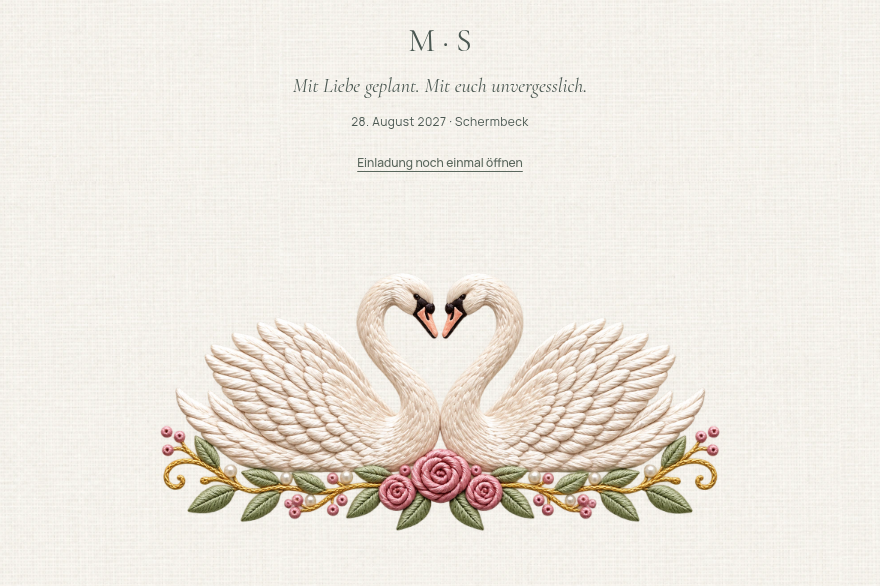 M · S
Mit Liebe geplant. Mit euch unvergesslich.
28. August 2027 · Schermbeck
Einladung noch einmal öffnen